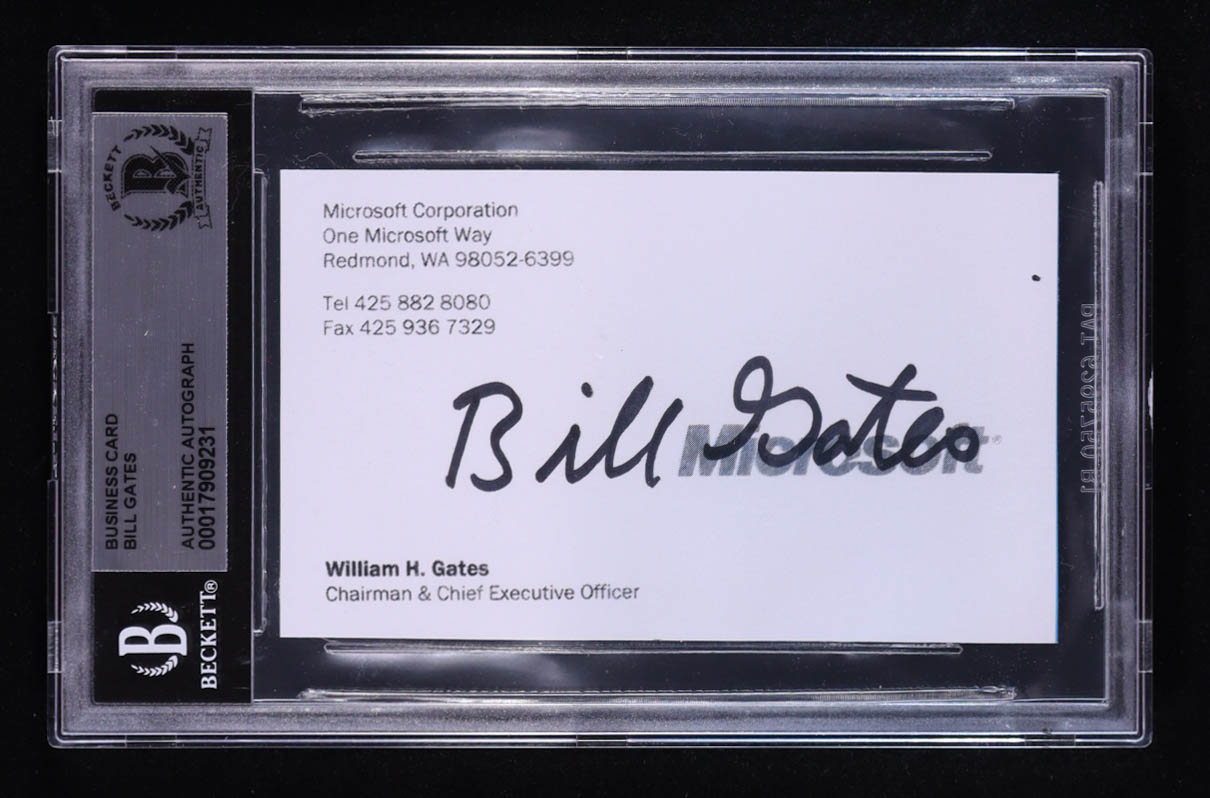 BECKETT
B
AUTHENTIC
BUSINESS CARD
BILL GATES
AUTHENTIC AUTOGRAPH
00017909231
B
BECKETT®
Microsoft Corporation
One Microsoft Way
Redmond, WA 98052-6399
Tel 425 882 8080
Fax 425 936 7329
Bill Gates
Microsoft®
William H. Gates
Chairman & Chief Executive Officer